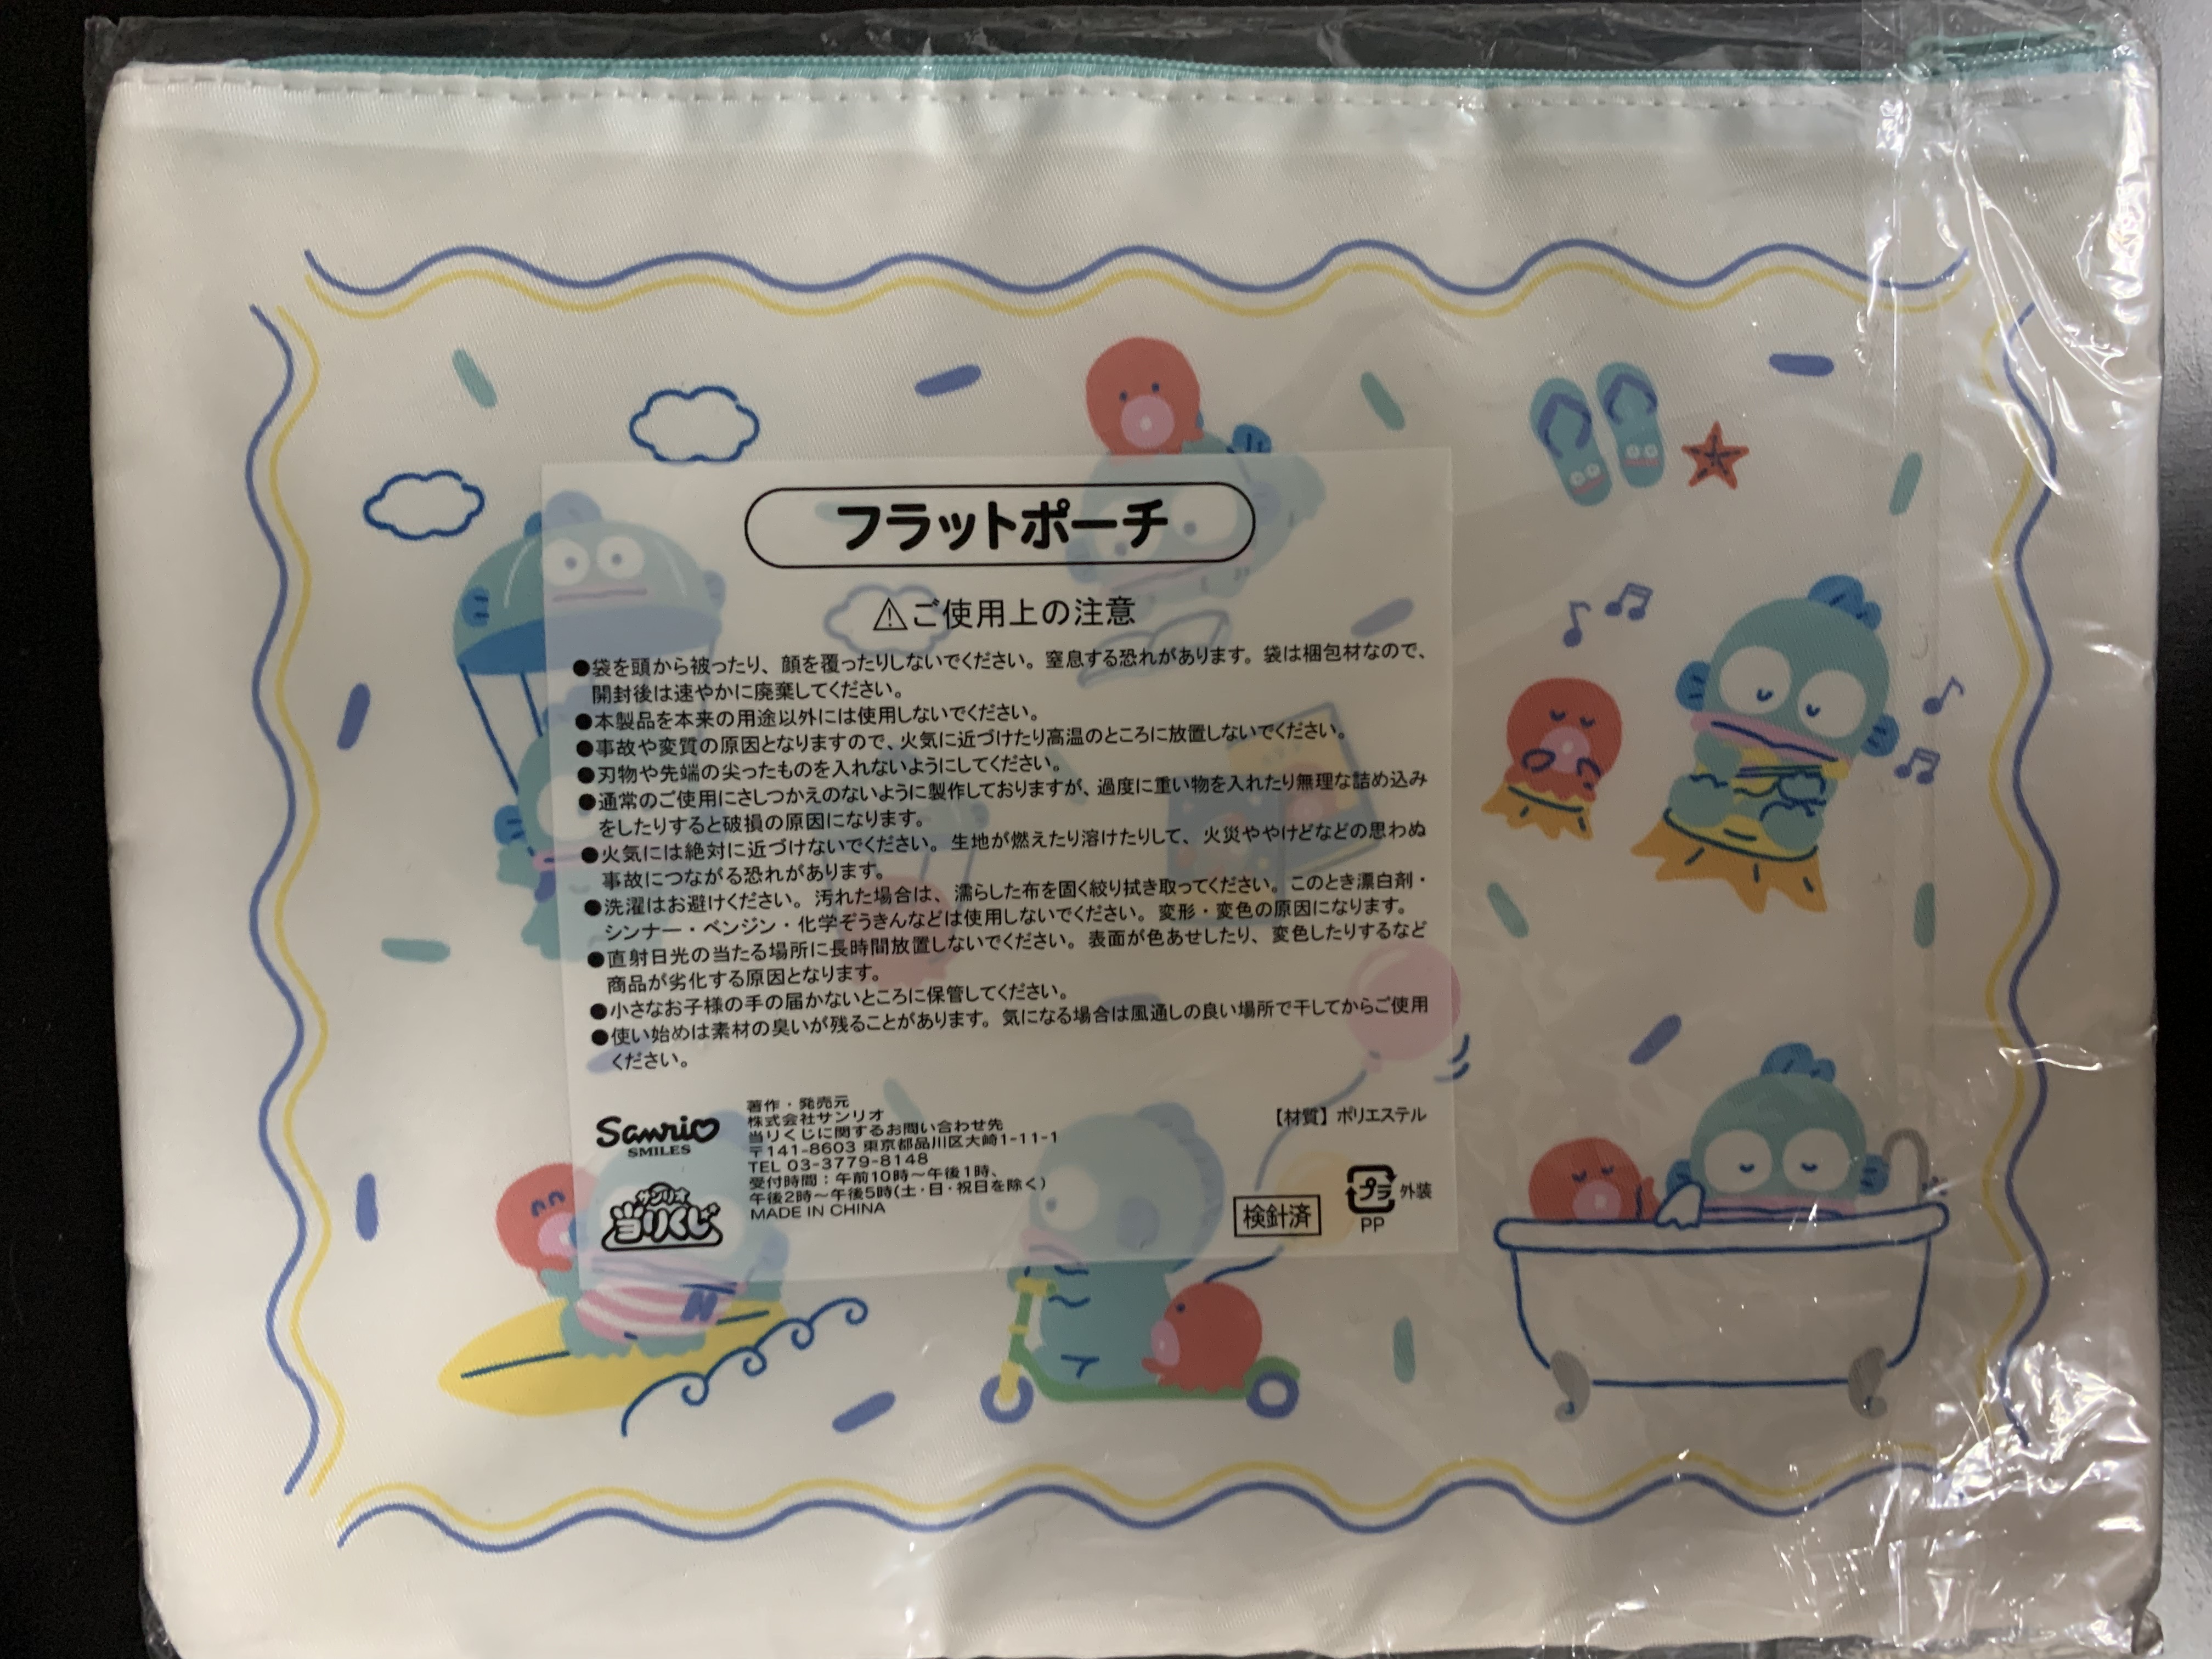 フラットポーチ
⚠ご使用上の注意
●袋を頭から被ったり、顔を覆ったりしないでください。窒息する恐れがあります。袋は梱包材なので、
開封後は速やかに廃棄してください。
●本製品を本来の用途以外には使用しないでください。
●事故や変質の原因となりますので、火気に近づけたり高温のところに放置しないでください。
●刃物や先端の尖ったものを入れないようにしてください。
●通常のご使用にさしつかえのないように製作しておりますが、過度に重い物を入れたり無理な詰め込み
をしたりすると破損の原因になります。
●火気には絶対に近づけないでください。生地が燃えたり溶けたりして、火災ややけどなどの思わぬ
事故につながる恐れがあります。
●洗濯はお避けください。汚れた場合は、濡らした布を固く絞り拭き取ってください。このとき漂白剤・
シンナー・ベンジン・化学ぞうきんなどは使用しないでください。変形・変色の原因になります。
●直射日光の当たる場所に長時間放置しないでください。表面が色あせしたり、変色したりするなど
商品が劣化する原因となります。
●小さなお子様の手の届かないところに保管してください。
●使い始めは素材の臭いが残ることがあります。気になる場合は風通しの良い場所で干してからご使用
ください。
Sanrio
SMILES
サンリオ
当りくじ
著作・発売元
株式会社サンリオ
当りくじに関するお問い合わせ先
〒141-8603 東京都品川区大崎1-11-1
TEL 03-3779-8148
受付時間：午前10時～午後1時、
午後2時～午後5時(土・日・祝日を除く)
MADE IN CHINA
【材質】ポリエステル
検針済
プラ 外装
PP